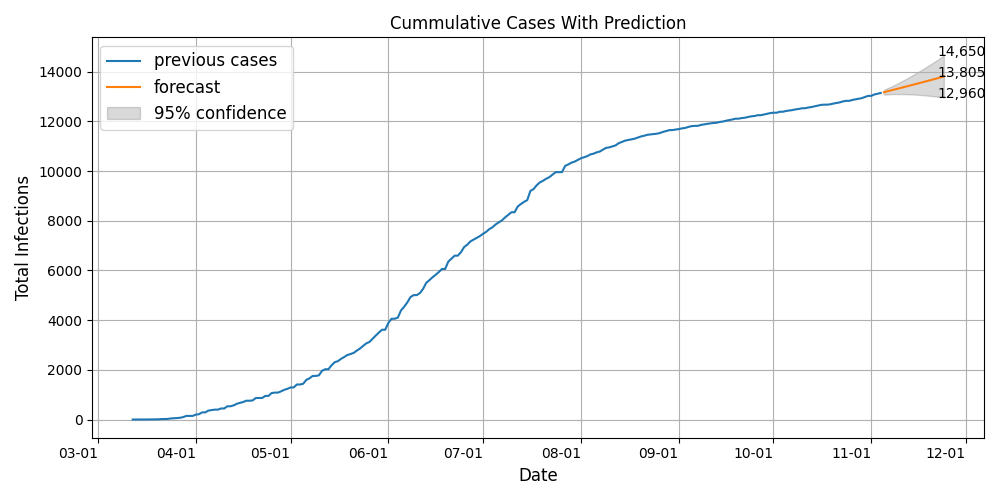 Cummulative Cases With Prediction
previous cases
forecast
95% confidence
14,650
13,805
12,960
14000
12000
10000
8000
6000
4000
2000
0
Total Infections
03-01 04-01 05-01 06-01 07-01 08-01 09-01 10-01 11-01 12-01
Date